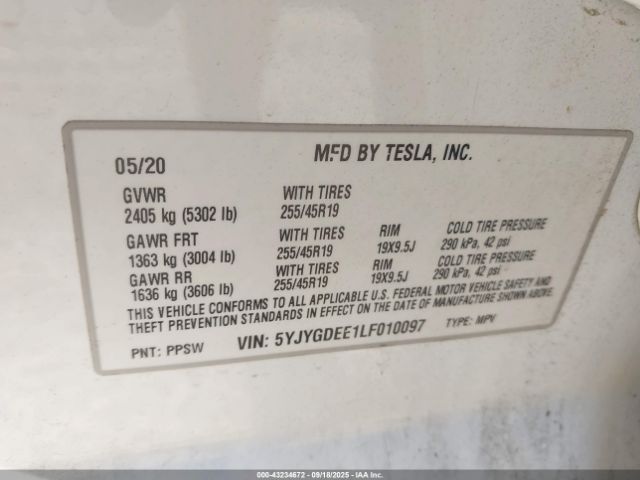 05/20 MFD BY TESLA, INC.
GVWR WITH TIRES
2405 kg (5302 lb) 255/45R19
GAWR FRT WITH TIRES RIM COLD TIRE PRESSURE
1363 kg (3004 lb) 255/45R19 19X9.5J 290 kPa, 42 psi
GAWR RR WITH TIRES RIM COLD TIRE PRESSURE
1636 kg (3606 lb) 255/45R19 19X9.5J 290 kPa, 42 psi
THIS VEHICLE CONFORMS TO ALL APPLICABLE U.S. FEDERAL MOTOR VEHICLE SAFETY AND
THEFT PREVENTION STANDARDS IN EFFECT ON THE DATE OF MANUFACTURE SHOWN ABOVE.
PNT: PPSW VIN: 5YJYGDEE1LF010097 TYPE: MPV
000-43234672 - 09/18/2025 - IAA Inc.